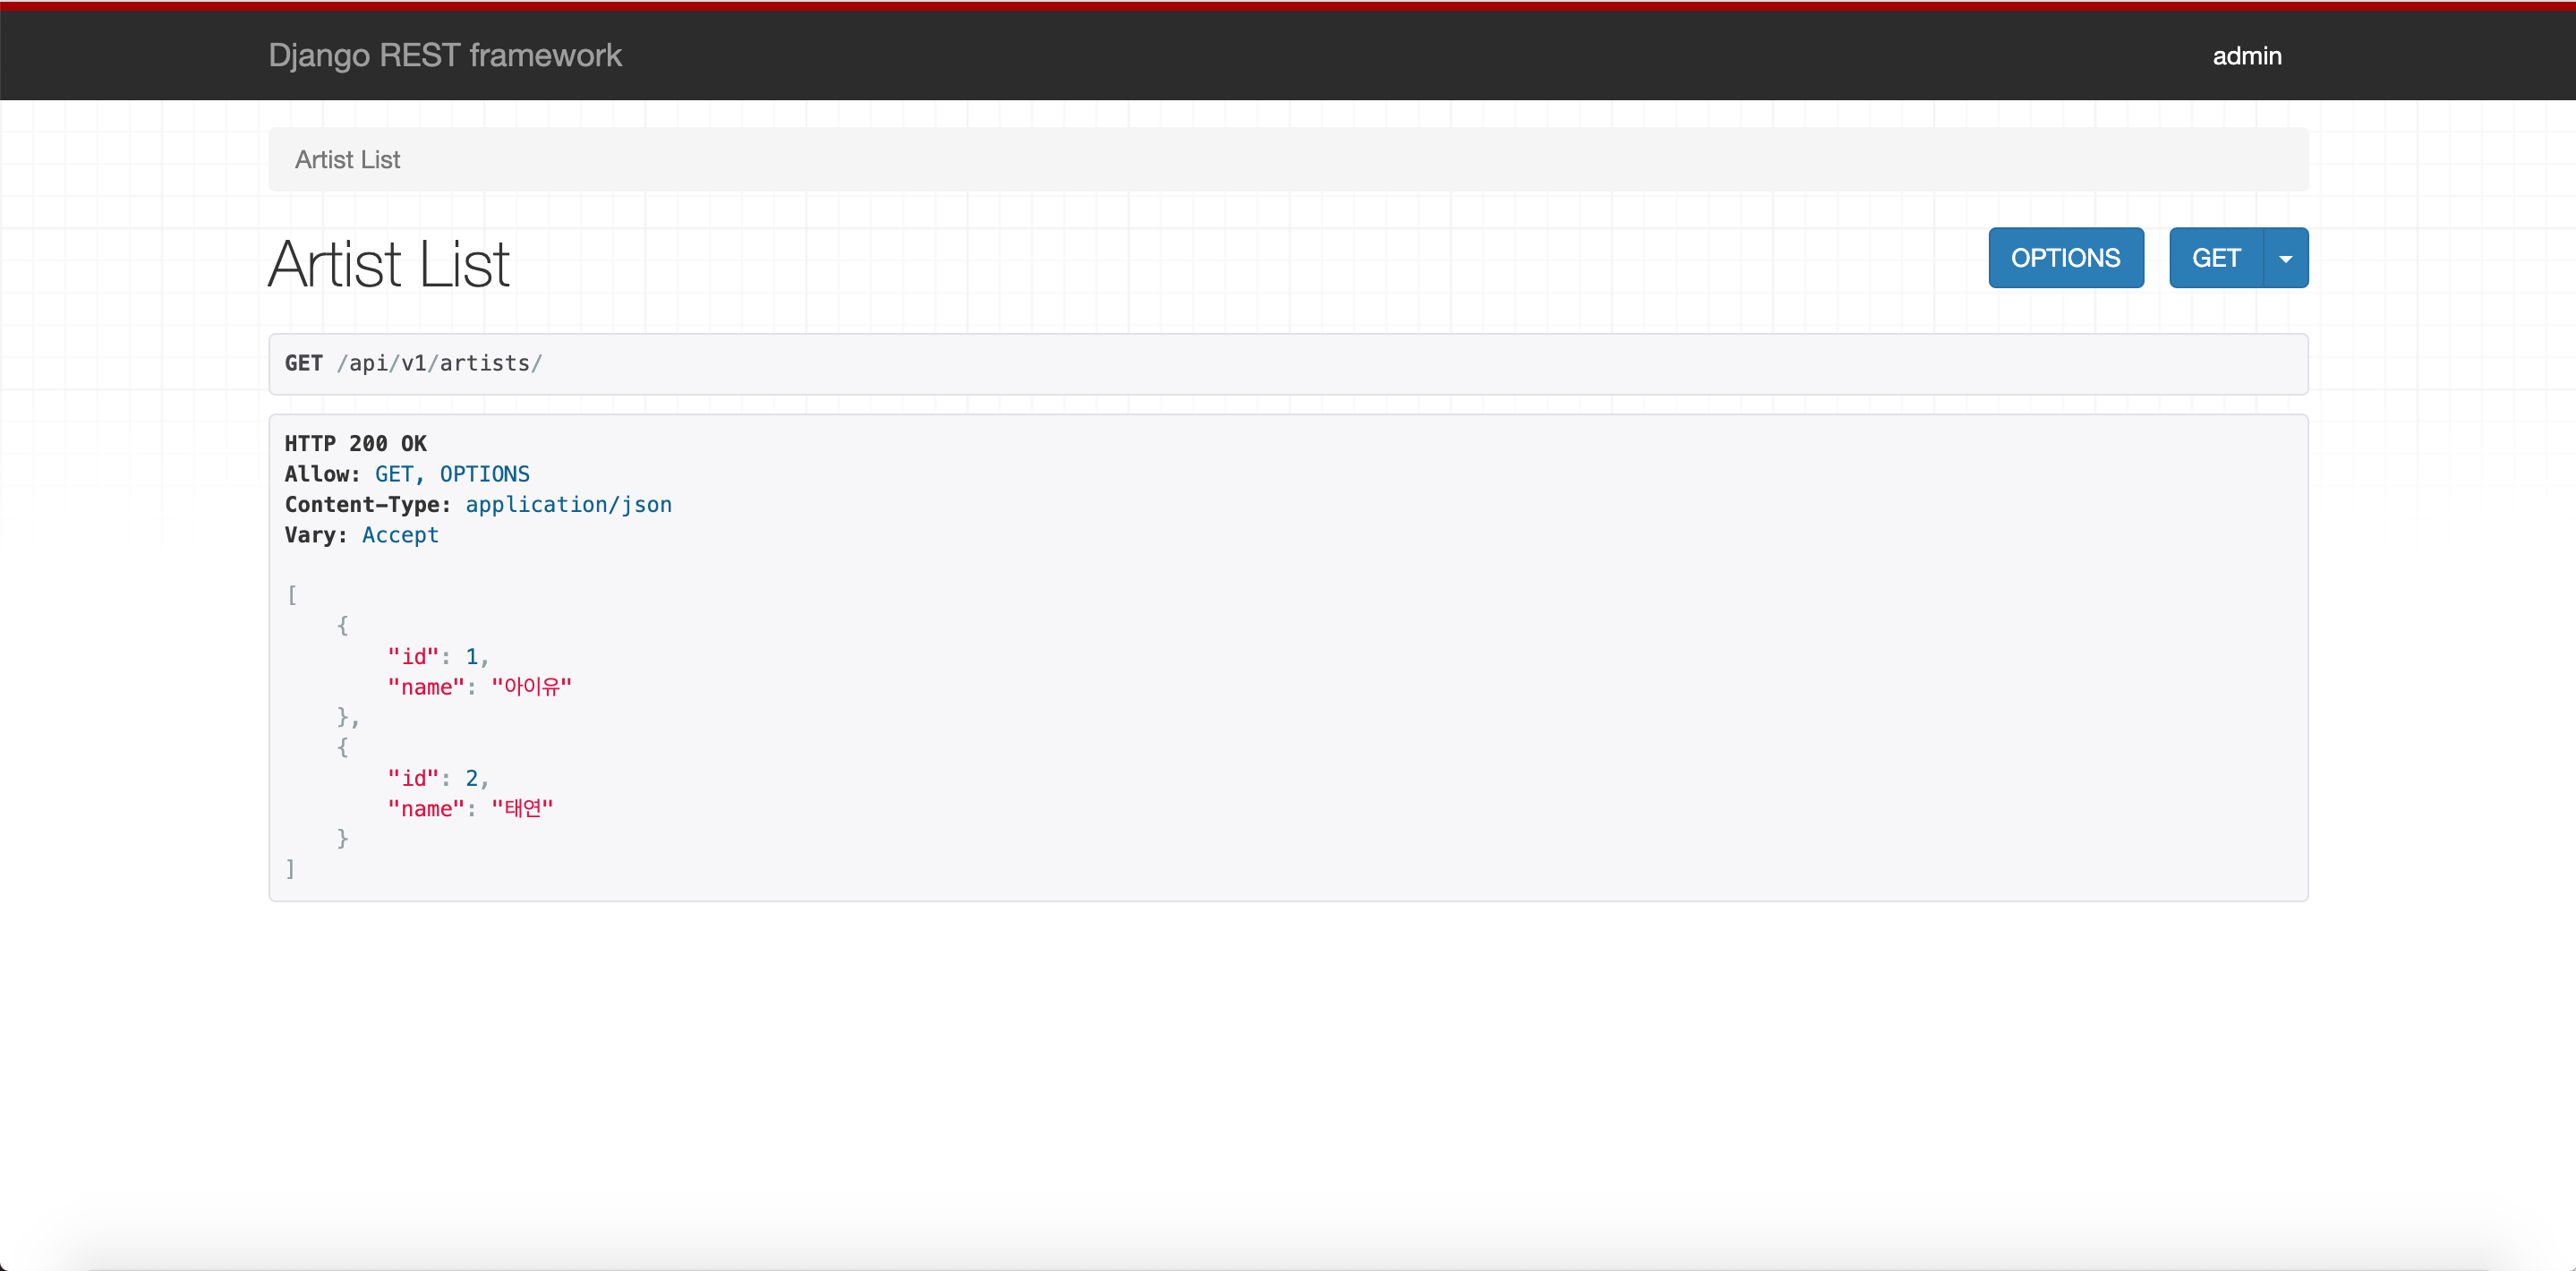 Django REST framework
admin
Artist List
Artist List
OPTIONS
GET
GET /api/v1/artists/
HTTP 200 OK
Allow: GET, OPTIONS
Content-Type: application/json
Vary: Accept
[
    {
        "id": 1,
        "name": "아이유"
    },
    {
        "id": 2,
        "name": "태연"
    }
]